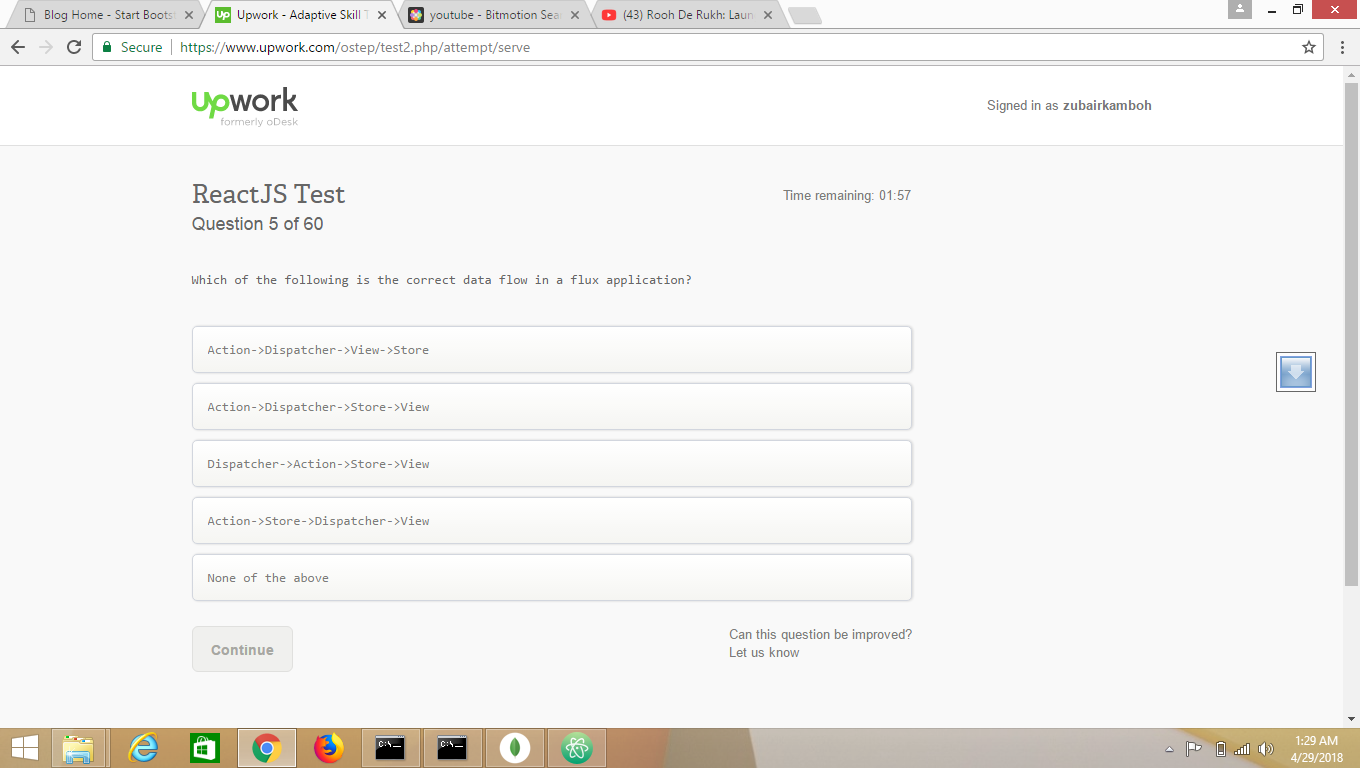 Blog Home - Start Bootst
Upwork - Adaptive Skill T
youtube - Bitmotion Sea
(43) Rooh De Rukh: Laun
Secure
https://www.upwork.com/ostep/test2.php/attempt/serve
upwork
formerly oDesk
Signed in as zubairkamboh
ReactJS Test
Time remaining: 01:57
Question 5 of 60
Which of the following is the correct data flow in a flux application?
Action->Dispatcher->View->Store
Action->Dispatcher->Store->View
Dispatcher->Action->Store->View
Action->Store->Dispatcher->View
None of the above
Continue
Can this question be improved?
Let us know
1:29 AM
4/29/2018